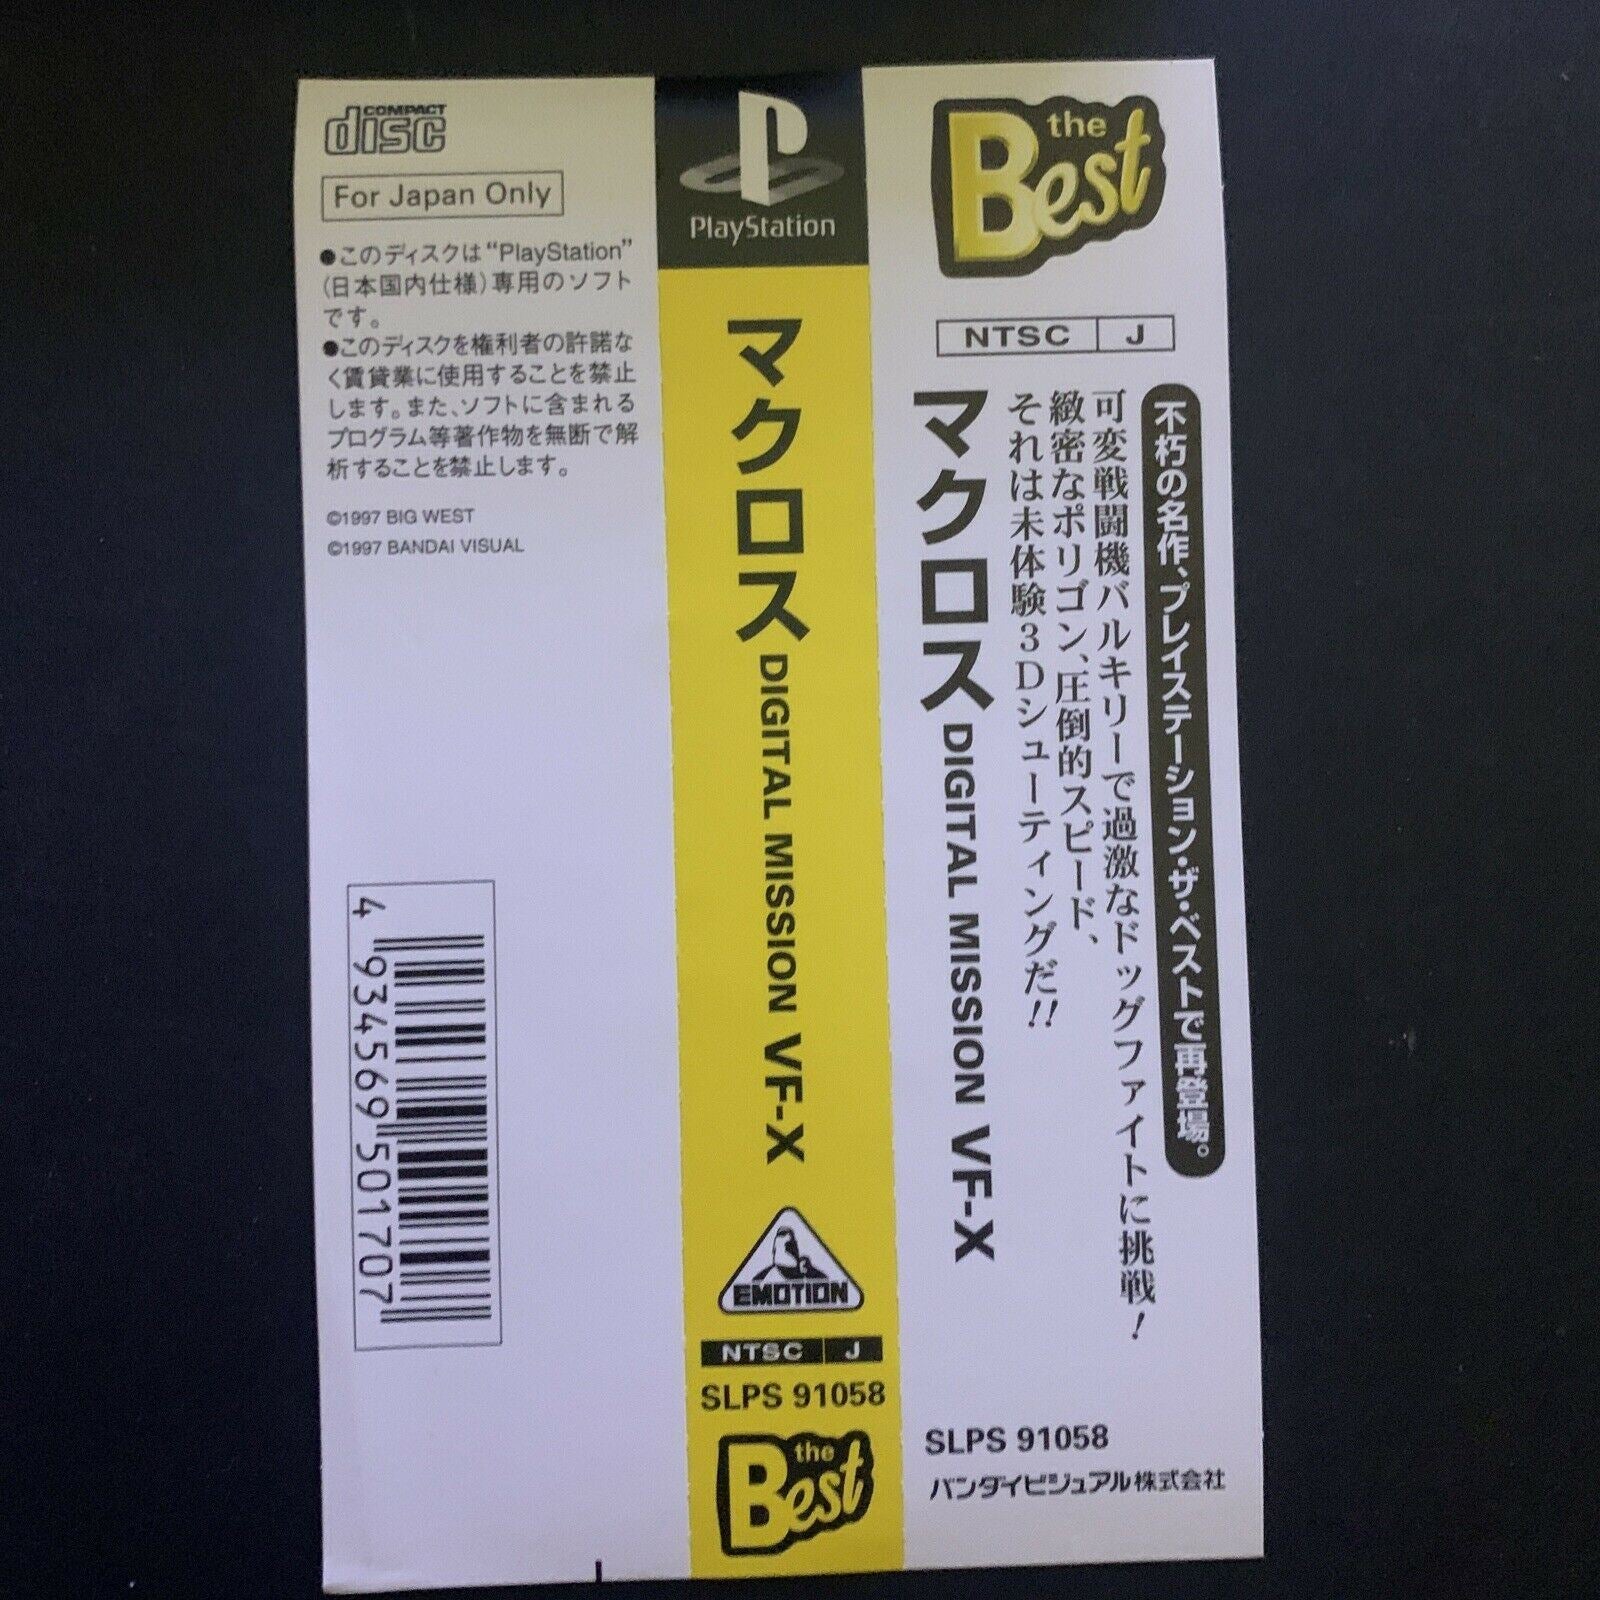 COMPACT
disc
For Japan Only
●このディスクは“PlayStation”
(日本国内仕様)専用のソフト
です。
●このディスクを権利者の許諾な
く賃貸業に使用することを禁止
します。また、ソフトに含まれる
プログラム等著作物を無断で解
析することを禁止します。
©1997 BIG WEST
©1997 BANDAI VISUAL
4 934569 501707
PlayStation
マクロス DIGITAL MISSION VF-X
EMOTION
NTSC J
SLPS 91058
the
Best
the
Best
NTSC J
不朽の名作、プレイステーション・ザ・ベストで再登場。
可変戦闘機バルキリーで過激なドッグファイトに挑戦!
緻密なポリゴン、圧倒的スピード、
それは未体験3Dシューティングだ!!
マクロス DIGITAL MISSION VF-X
SLPS 91058
バンダイビジュアル株式会社